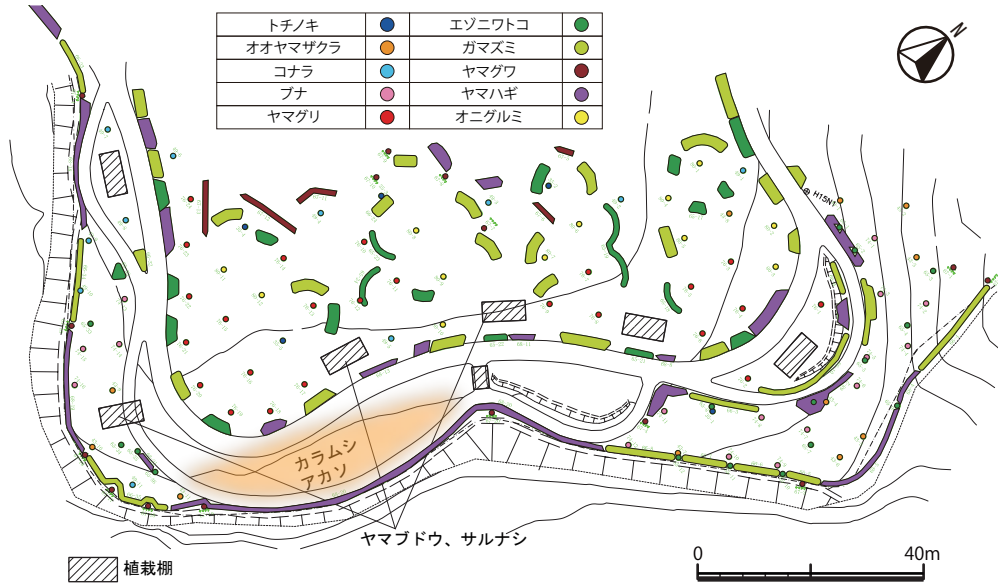 トチノキ エゾニワトコ
オオヤマザクラ ガマズミ
コナラ ヤマグワ
ブナ ヤマハギ
ヤマグリ オニグルミ
N
H15N1
カラムシ
アカソ
ヤマブドウ、サルナシ
植栽棚
0 40m